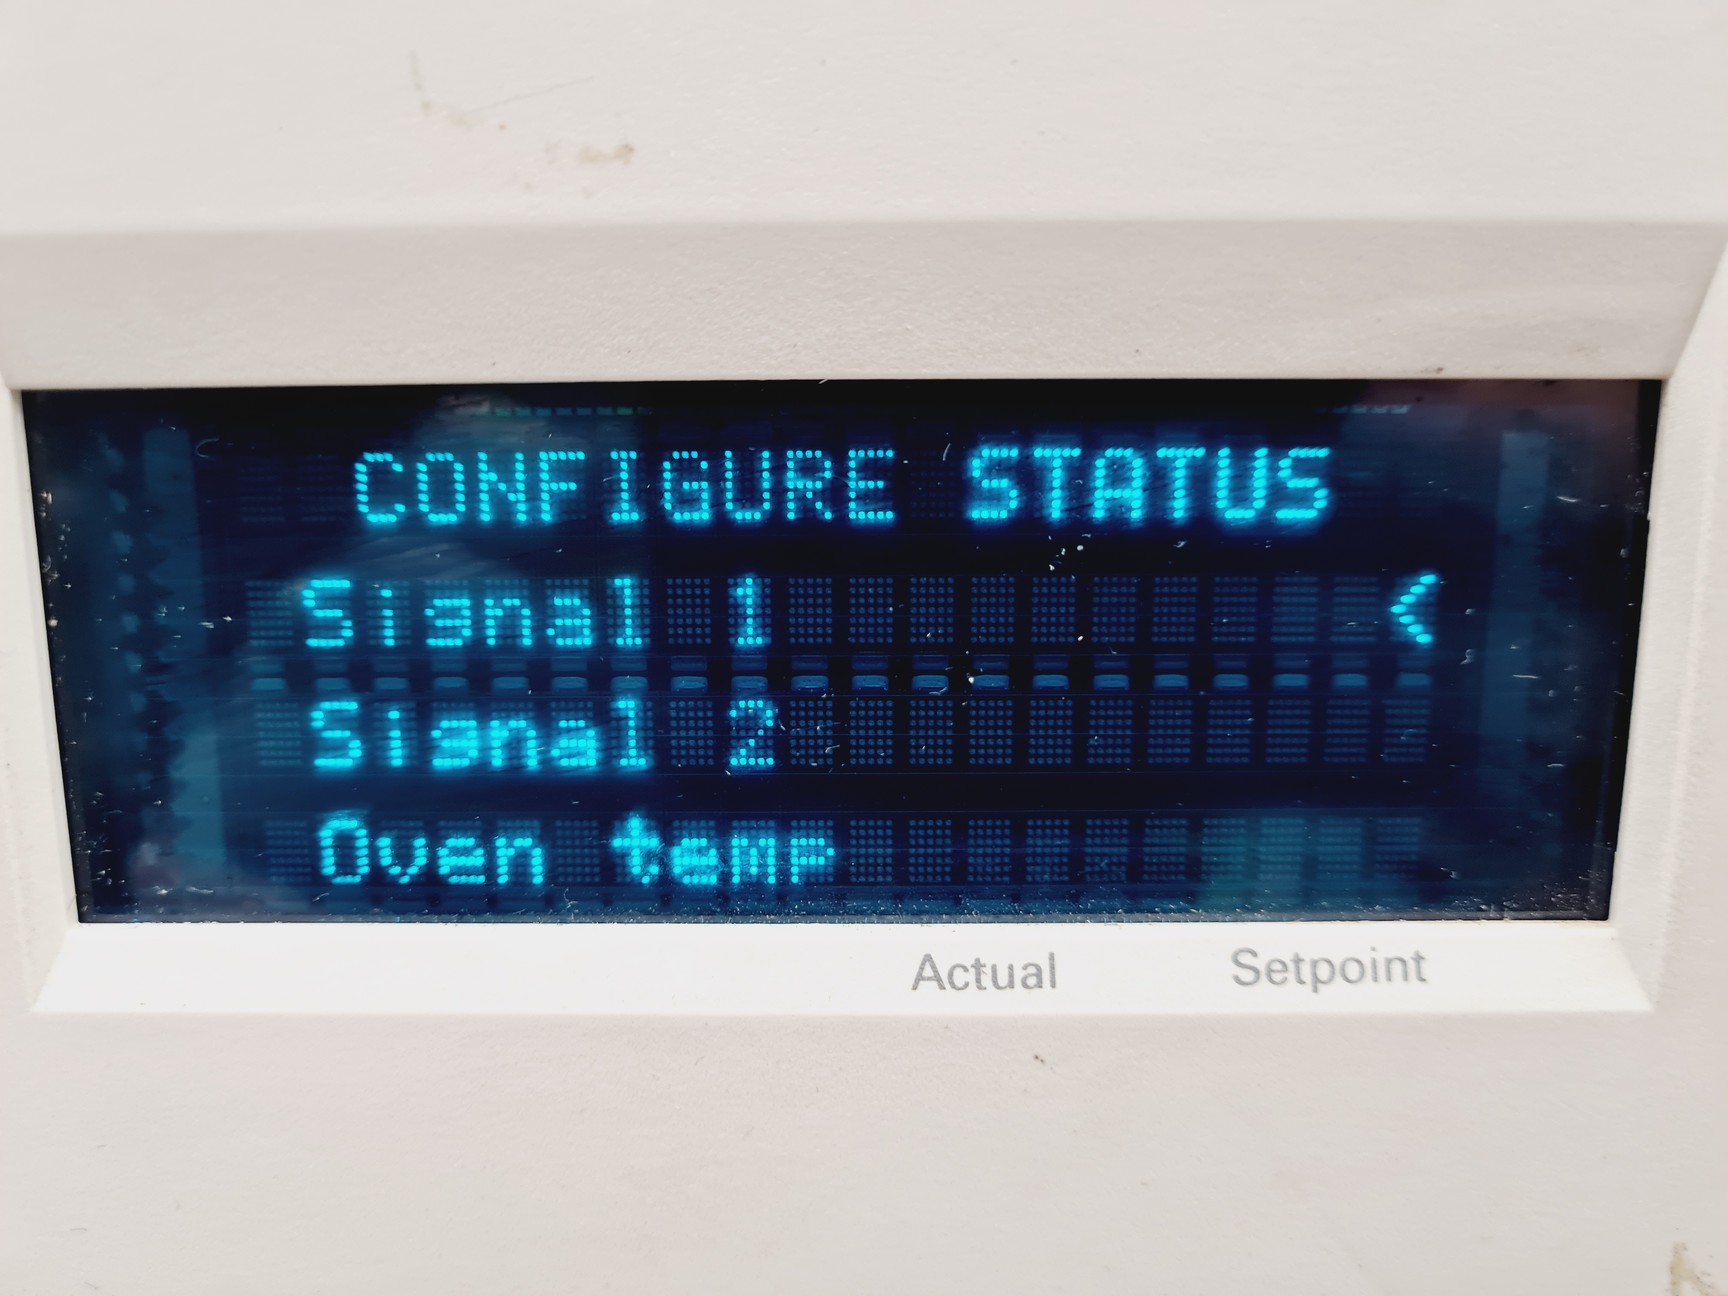 CONFIGURE STATUS
Signal 1 <
Signal 2
Oven temp
Actual Setpoint